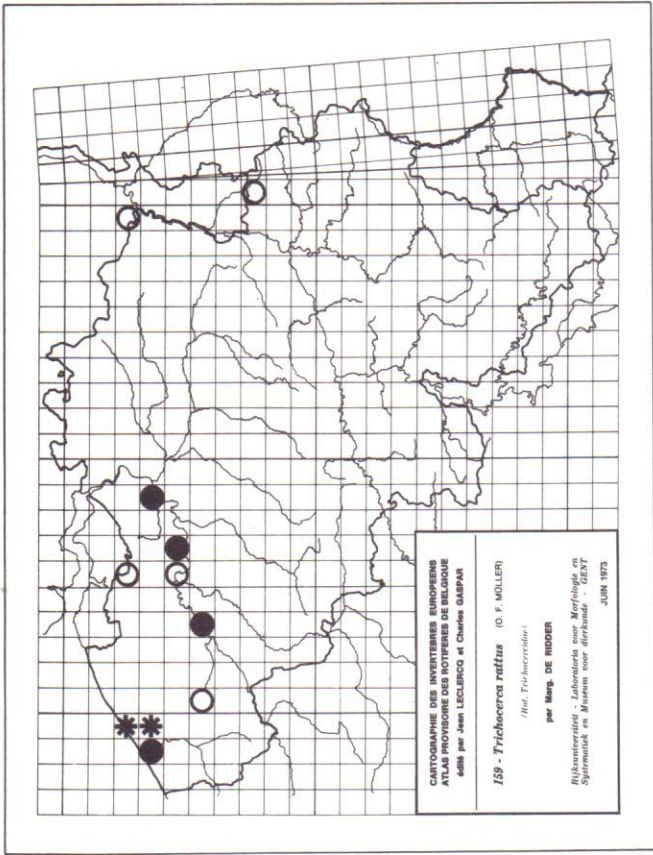 CARTOGRAPHIE DES INVERTEBRES EUROPEENS
ATLAS PROVISOIRE DES ROTIFERES DE BELGIQUE
édité par Jean LECLERCQ et Charles GASPAR
159 - Trichocerca rattus (O. F. MÜLLER)
(Rot. Trichocercidae)
par Marg. DE RIDDER
Rijksuniversiteit - Laboratoria voor Morfologie en
Systematiek en Museum voor dierkunde - GENT
JUIN 1973